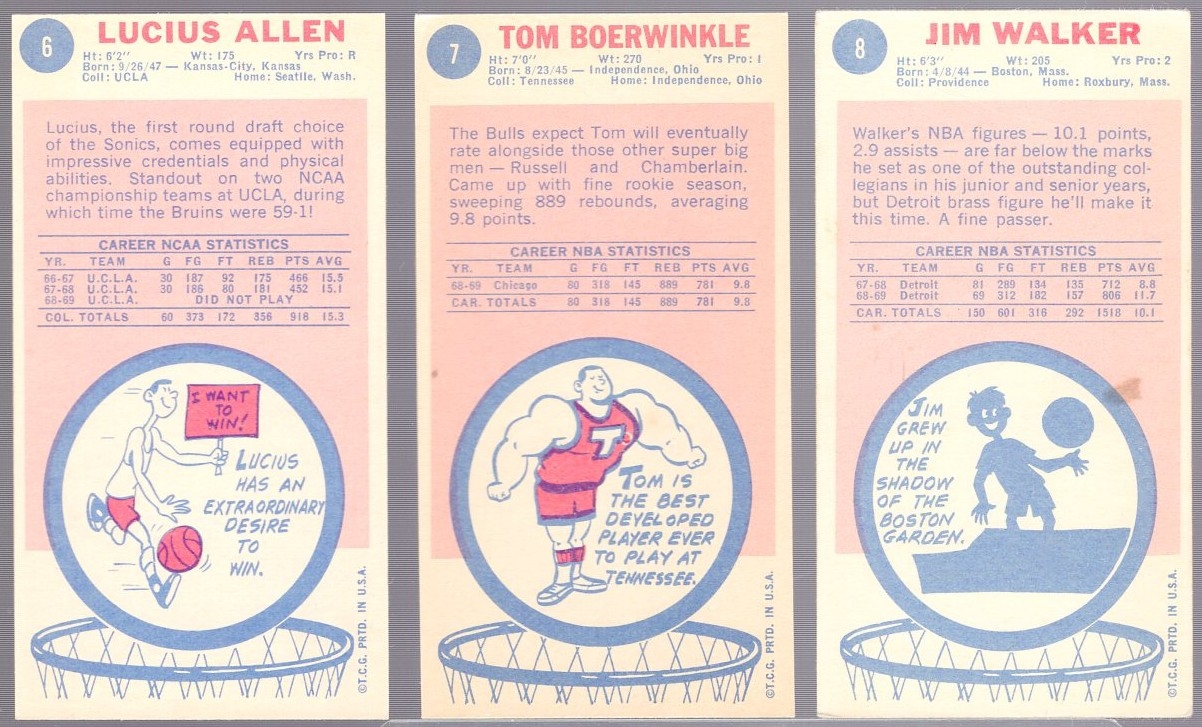 6
LUCIUS ALLEN
Ht: 6'2" Wt: 175 Yrs Pro: R
Born: 9/26/47 — Kansas-City, Kansas
Coll: UCLA Home: Seattle, Wash.
Lucius, the first round draft choice
of the Sonics, comes equipped with
impressive credentials and physical
abilities. Standout on two NCAA
championship teams at UCLA, during
which time the Bruins were 59-1!
CAREER NCAA STATISTICS
YR. TEAM G FG FT REB PTS AVG
66-67 U.C.L.A. 30 187 92 175 466 15.5
67-68 U.C.L.A. 30 186 80 181 452 15.1
68-69 U.C.L.A. DID NOT PLAY
COL. TOTALS 60 373 172 356 918 15.3
I WANT
TO
WIN!
LUCIUS
HAS AN
EXTRAORDINARY
DESIRE
TO
WIN.
©T.C.G. PRTD. IN U.S.A.
7
TOM BOERWINKLE
Ht: 7'0" Wt: 270 Yrs Pro: 1
Born: 8/23/45 — Independence, Ohio
Coll: Tennessee Home: Independence, Ohio
The Bulls expect Tom will eventually
rate alongside those other super big
men — Russell and Chamberlain.
Came up with fine rookie season,
sweeping 889 rebounds, averaging
9.8 points.
CAREER NBA STATISTICS
YR. TEAM G FG FT REB PTS AVG
68-69 Chicago 80 318 145 889 781 9.8
CAR. TOTALS 80 318 145 889 781 9.8
T
TOM IS
THE BEST
DEVELOPED
PLAYER EVER
TO PLAY AT
TENNESSEE.
©T.C.G. PRTD. IN U.S.A.
8
JIM WALKER
Ht: 6'3" Wt: 205 Yrs Pro: 2
Born: 4/8/44 — Boston, Mass.
Coll: Providence Home: Roxbury, Mass.
Walker's NBA figures — 10.1 points,
2.9 assists — are far below the marks
he set as one of the outstanding col-
legians in his junior and senior years,
but Detroit brass figure he'll make it
this time. A fine passer.
CAREER NBA STATISTICS
YR. TEAM G FG FT REB PTS AVG
67-68 Detroit 81 289 134 135 712 8.8
68-69 Detroit 69 312 182 157 806 11.7
CAR. TOTALS 150 601 316 292 1518 10.1
JIM
GREW
UP IN
THE
SHADOW
OF THE
BOSTON
GARDEN.
©T.C.G. PRTD. IN U.S.A.